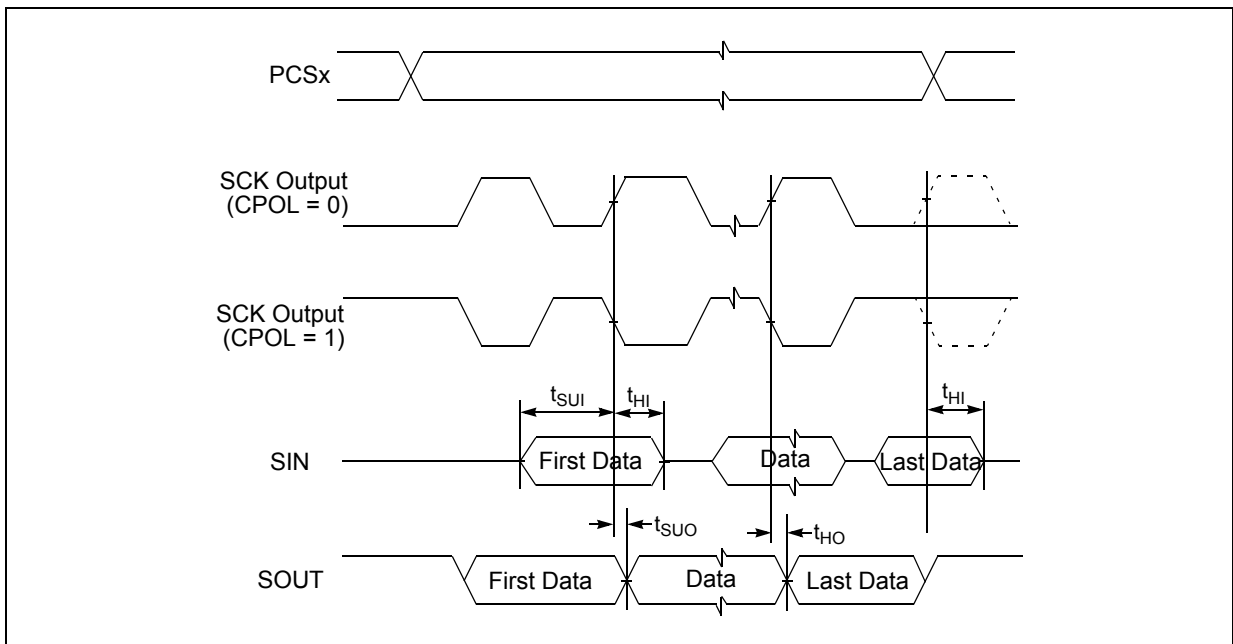 PCSx
SCK Output
(CPOL = 0)
SCK Output
(CPOL = 1)
tSUI
tHI
tHI
SIN
First Data
Data
Last Data
tSUO
tHO
SOUT
First Data
Data
Last Data